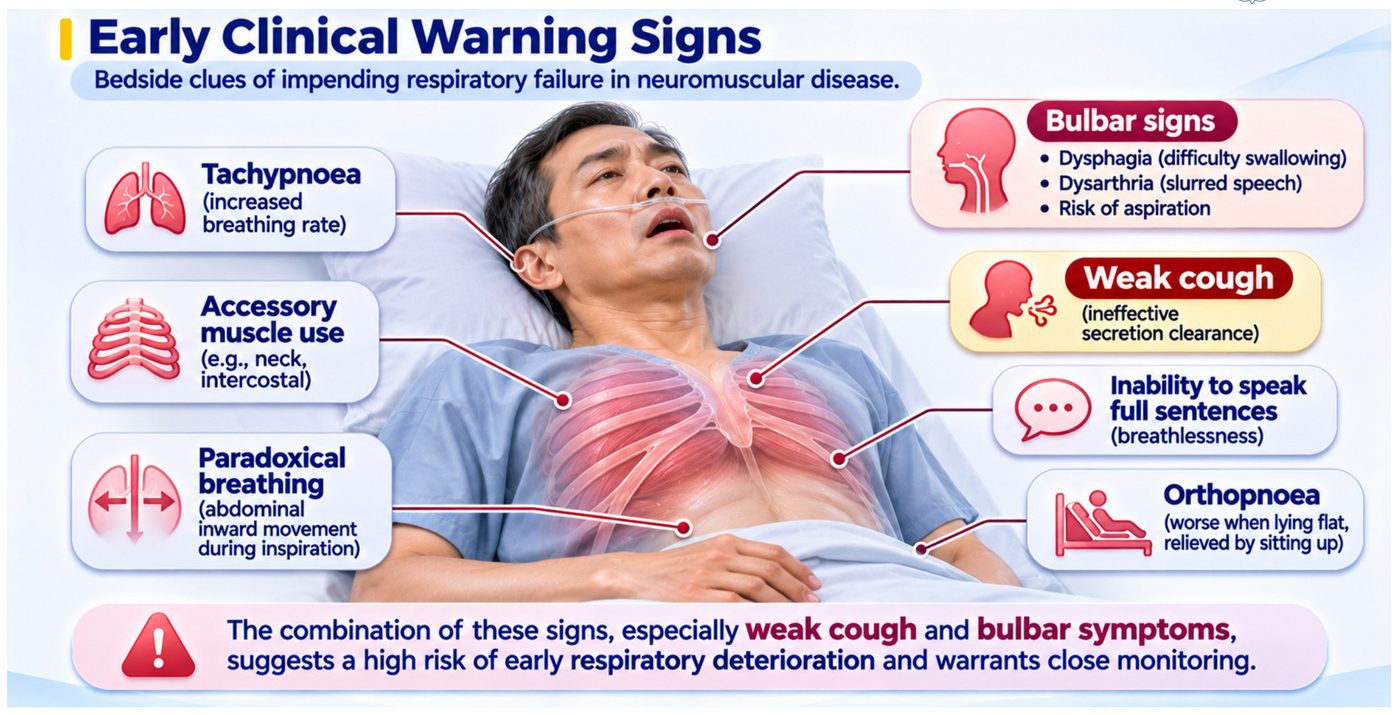 Early Clinical Warning Signs
Bedside clues of impending respiratory failure in neuromuscular disease.
Tachypnoea
(increased
breathing rate)
Accessory
muscle use
(e.g., neck,
intercostal)
Paradoxical
breathing
(abdominal
inward movement
during inspiration)
Bulbar signs
• Dysphagia (difficulty swallowing)
• Dysarthria (slurred speech)
• Risk of aspiration
Weak cough
(ineffective
secretion clearance)
Inability to speak
full sentences
(breathlessness)
Orthopnoea
(worse when lying flat,
relieved by sitting up)
The combination of these signs, especially weak cough and bulbar symptoms,
suggests a high risk of early respiratory deterioration and warrants close monitoring.